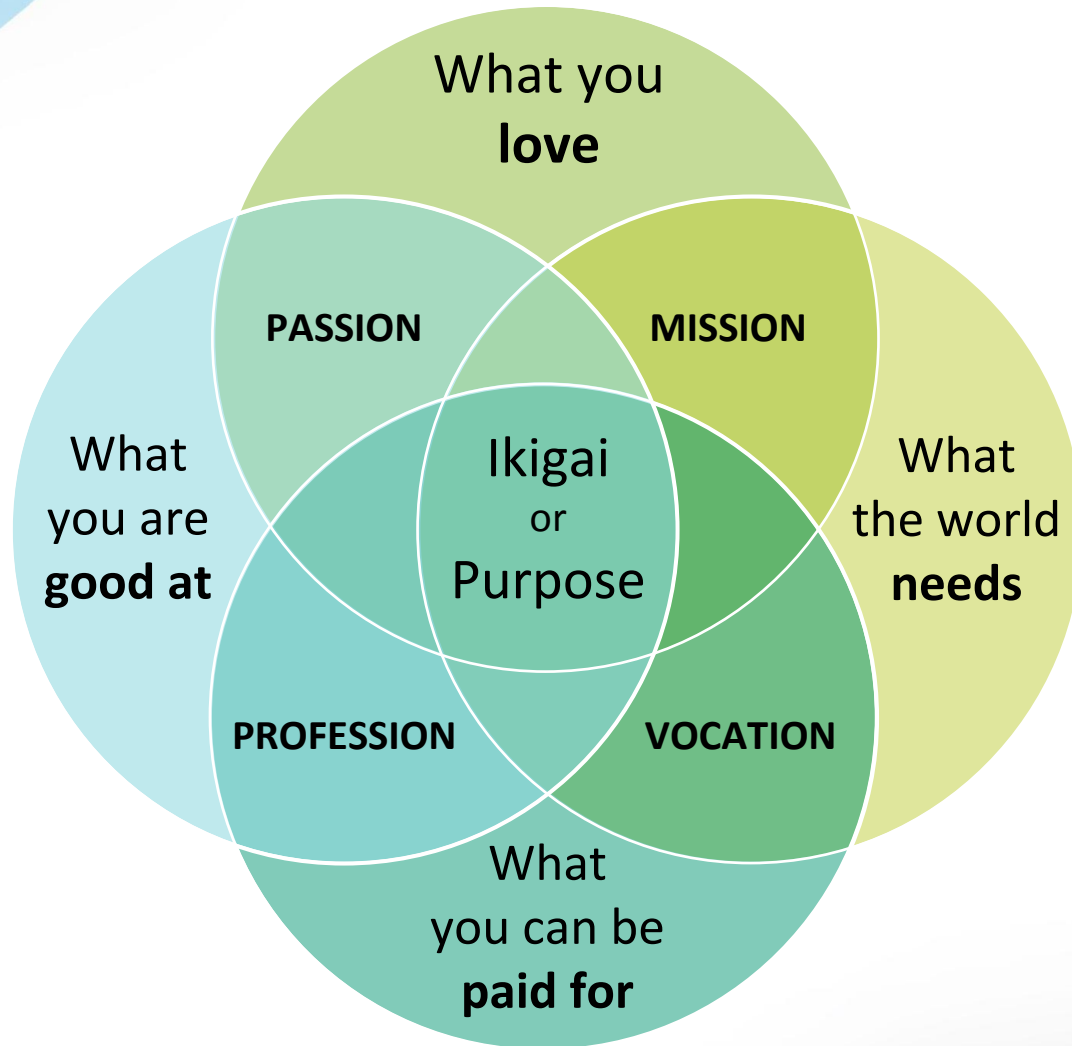 What you
love
PASSION
MISSION
What
you are
good at
Ikigai
or
Purpose
What
the world
needs
PROFESSION
VOCATION
What
you can be
paid for